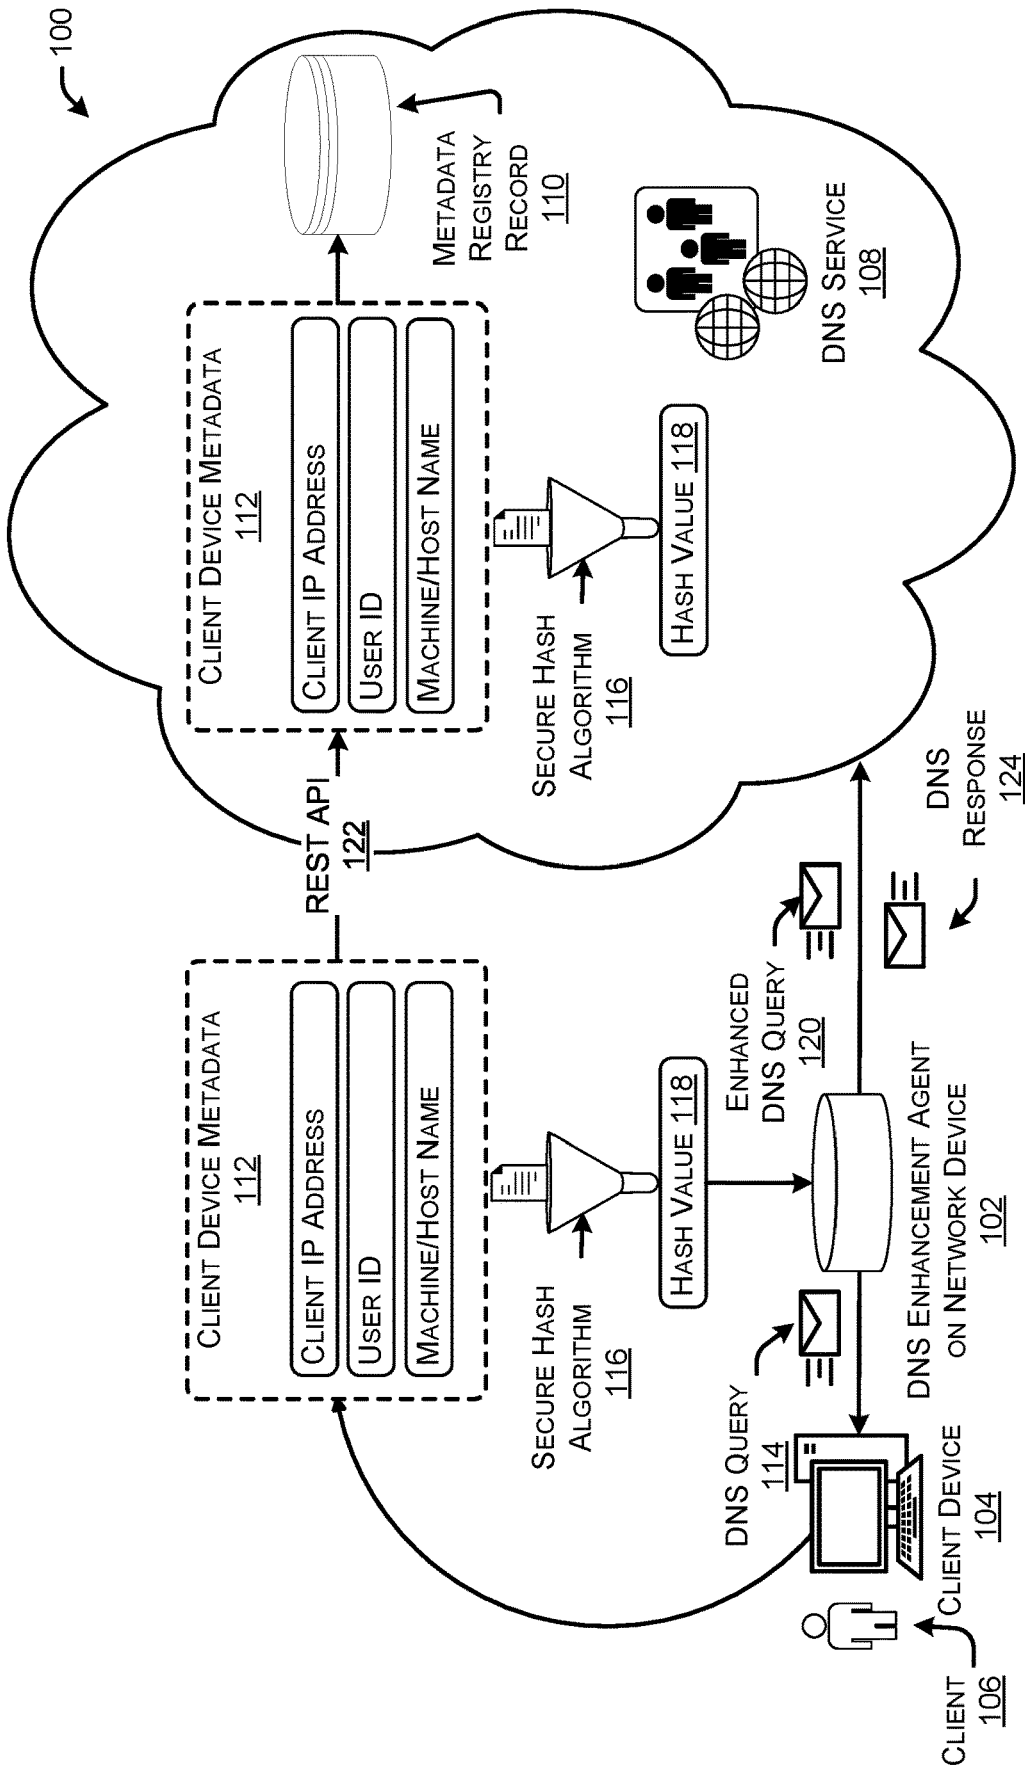 100
CLIENT DEVICE METADATA
112
CLIENT IP ADDRESS
USER ID
MACHINE/HOST NAME
REST API
122
CLIENT DEVICE METADATA
112
CLIENT IP ADDRESS
USER ID
MACHINE/HOST NAME
METADATA
REGISTRY
RECORD
110
SECURE HASH
ALGORITHM
116
HASH VALUE 118
SECURE HASH
ALGORITHM
116
HASH VALUE 118
DNS SERVICE
108
DNS QUERY
114
ENHANCED
DNS QUERY
120
CLIENT
106
CLIENT DEVICE
104
DNS ENHANCEMENT AGENT
ON NETWORK DEVICE
102
DNS
RESPONSE
124